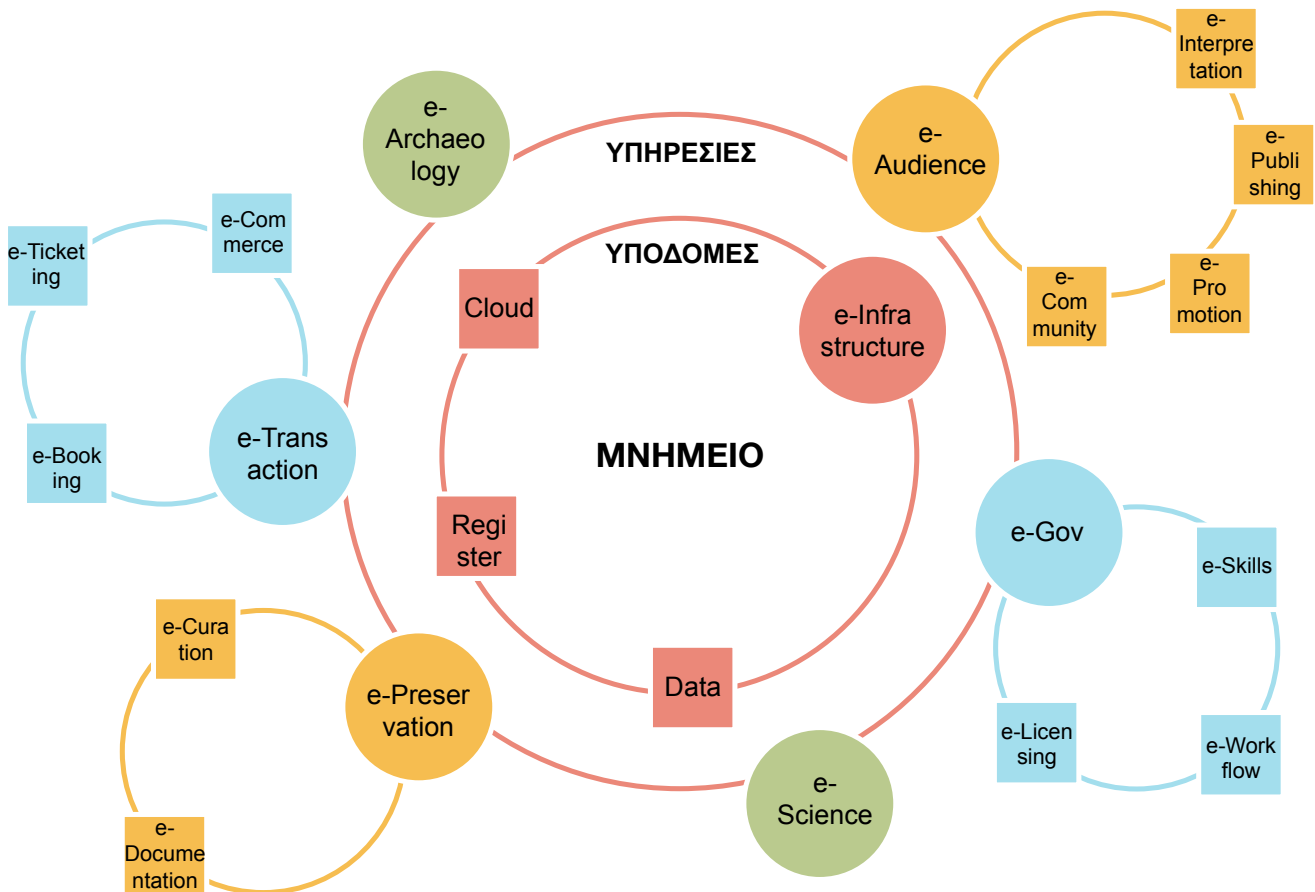 e-
Interpre
tation
e-
Archaeo
logy
e-
Audience
ΥΠΗΡΕΣΙΕΣ
e-
Publi
shing
e-Com
merce
e-Ticket
ing
ΥΠΟΔΟΜΕΣ
Cloud
e-Infra
structure
e-
Com
munity
e-
Pro
motion
e-Trans
action
e-Book
ing
ΜΝΗΜΕΙΟ
Regi
ster
e-Gov
e-Skills
e-Cura
tion
e-Preser
vation
Data
e-Licen
sing
e-Work
flow
e-
Science
e-
Docume
ntation